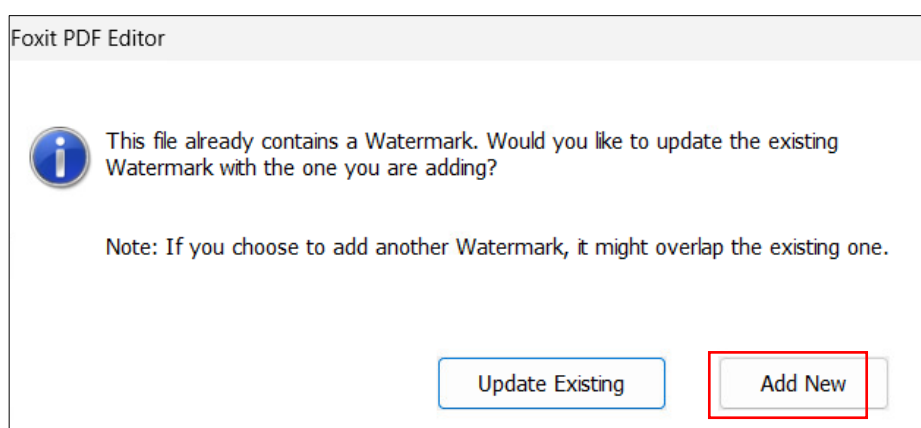 Foxit PDF Editor
This file already contains a Watermark. Would you like to update the existing
Watermark with the one you are adding?
Note: If you choose to add another Watermark, it might overlap the existing one.
Update Existing
Add New